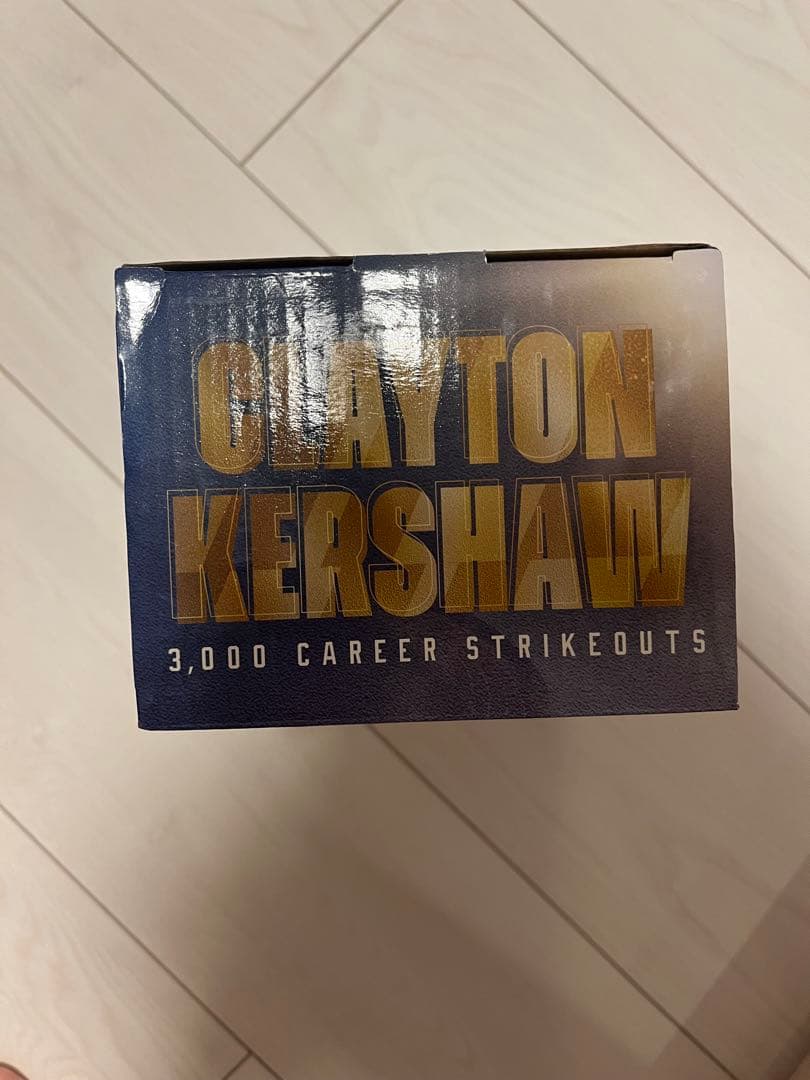 CLAYTON
KERSHAW
3,000 CAREER STRIKEOUTS